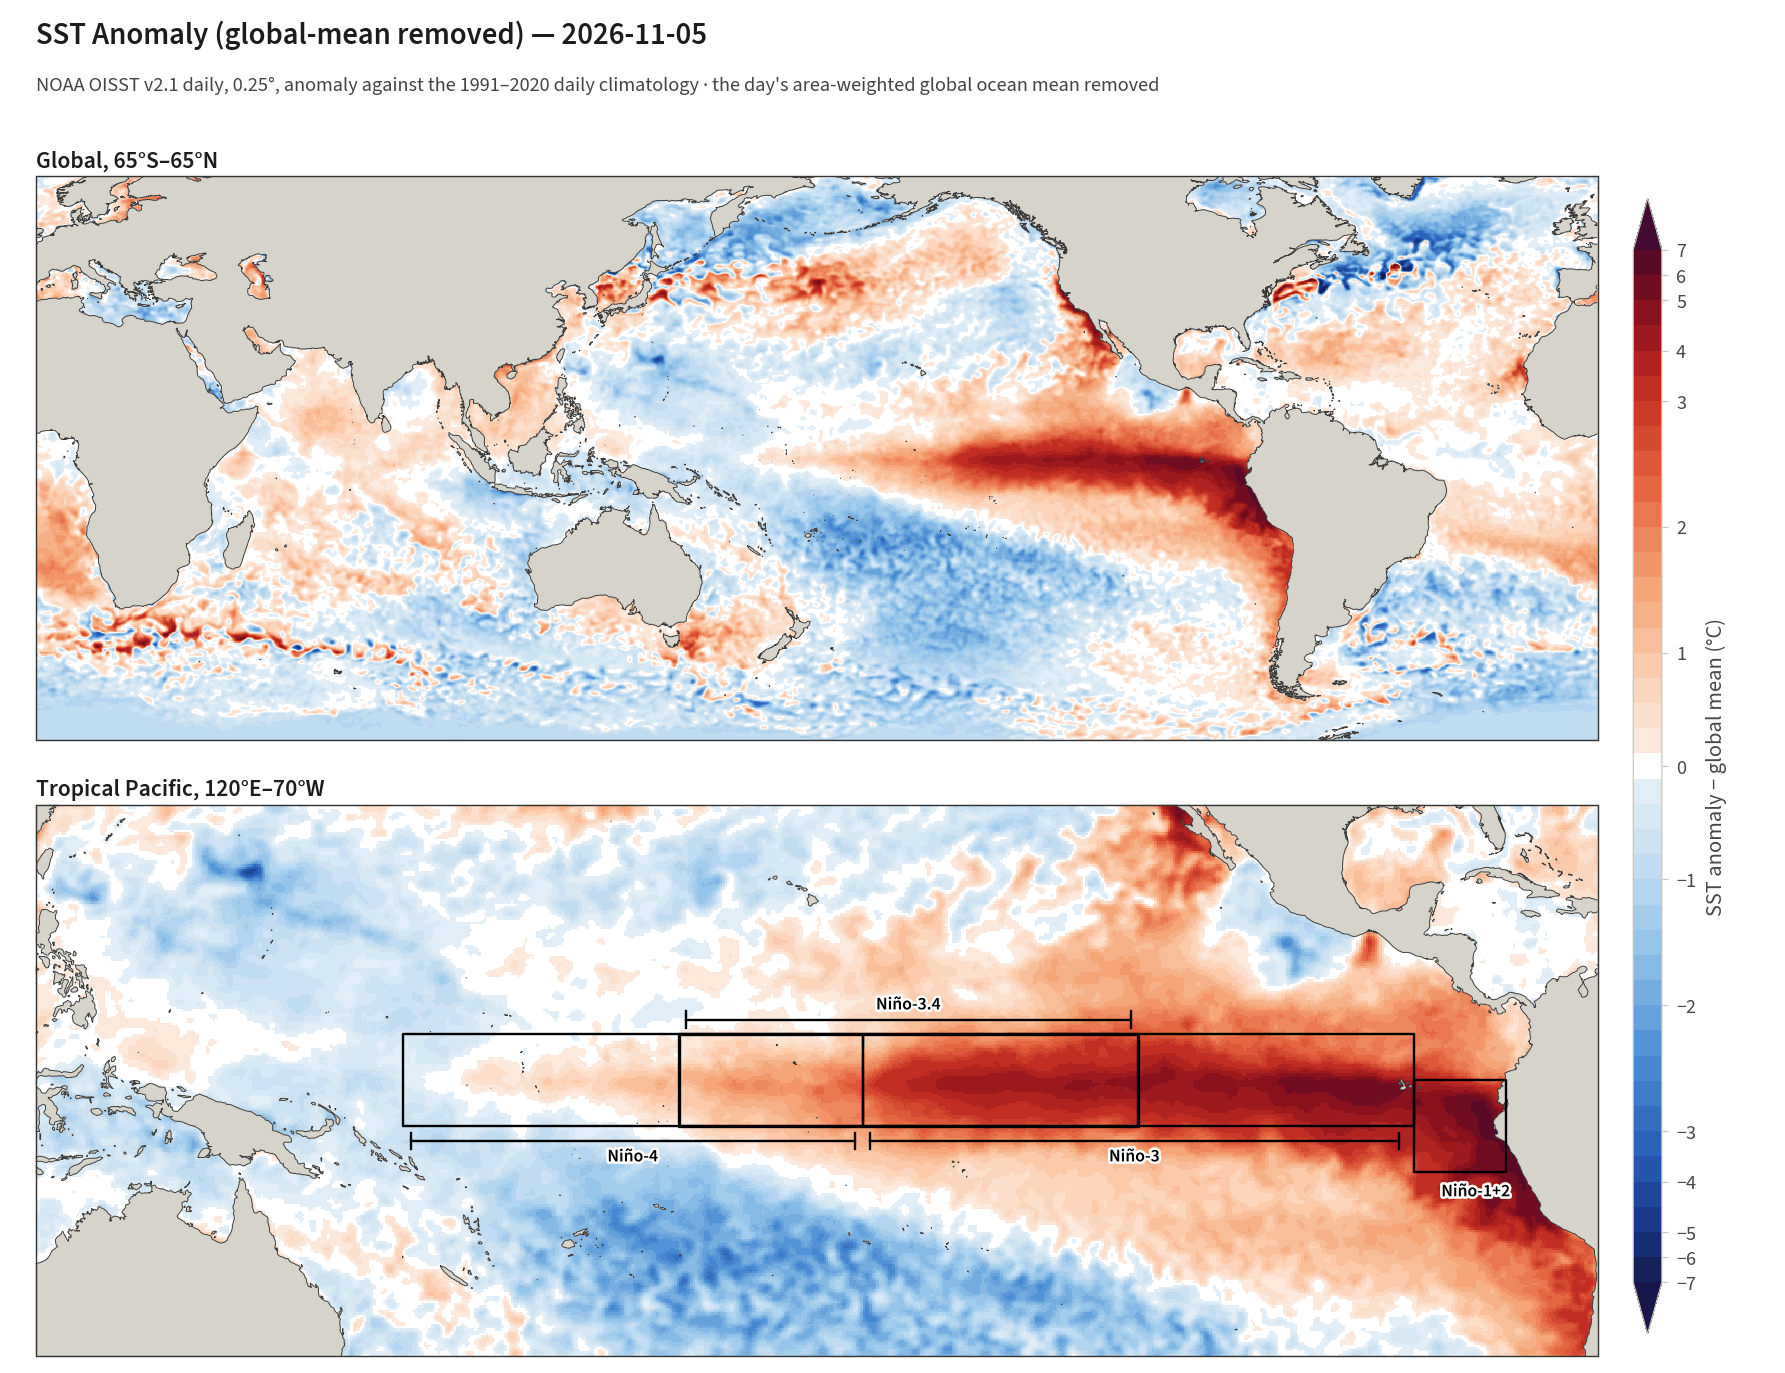 SST Anomaly (global-mean removed) — 2026-11-05
NOAA OISST v2.1 daily, 0.25°, anomaly against the 1991–2020 daily climatology · the day's area-weighted global ocean mean removed
Global, 65°S–65°N
7
6
5
4
3
2
1
0
−1
−2
−3
−4
−5
−6
−7
SST anomaly − global mean (°C)
Tropical Pacific, 120°E–70°W
Niño-3.4
Niño-4
Niño-3
Niño-1+2